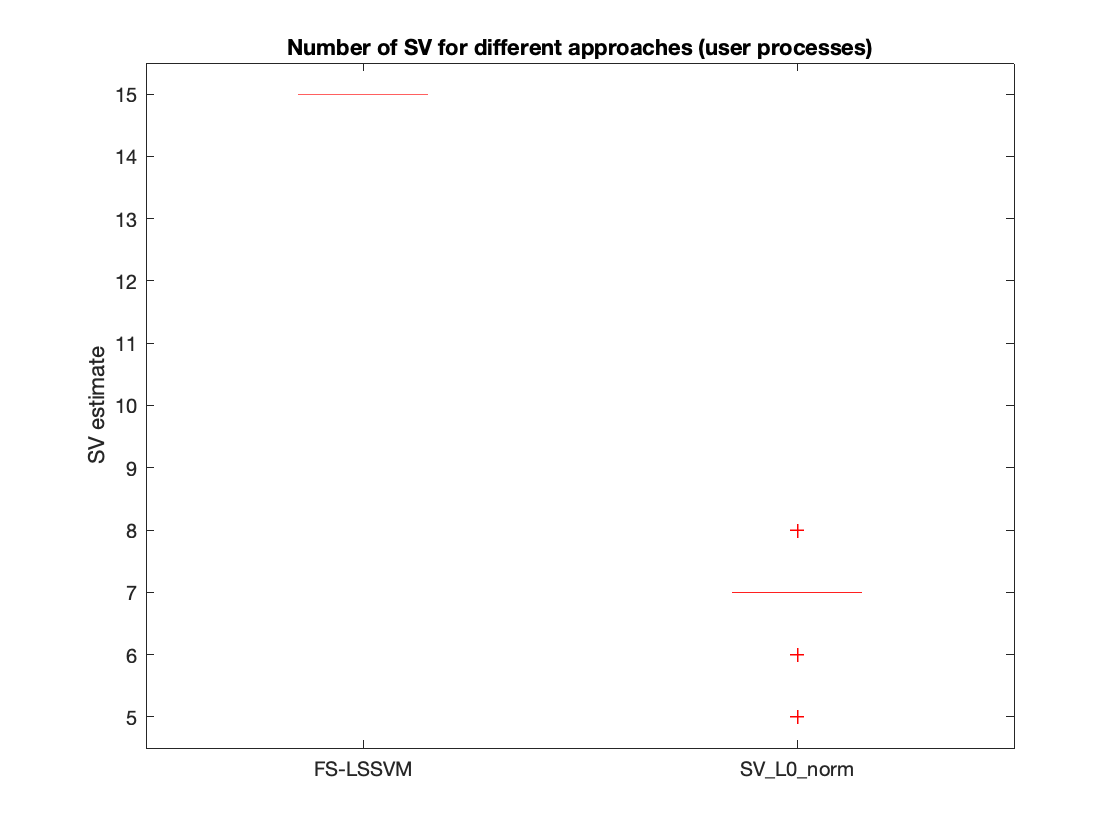 Number of SV for different approaches (user processes)
SV estimate
15
14
13
12
11
10
9
8
7
6
5
FS-LSSVM
SV_L0_norm